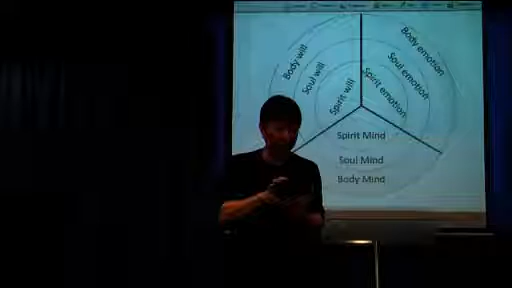 Body will
Soul will
Spirit will
Body emotion
Soul emotion
Spirit emotion
Spirit Mind
Soul Mind
Body Mind